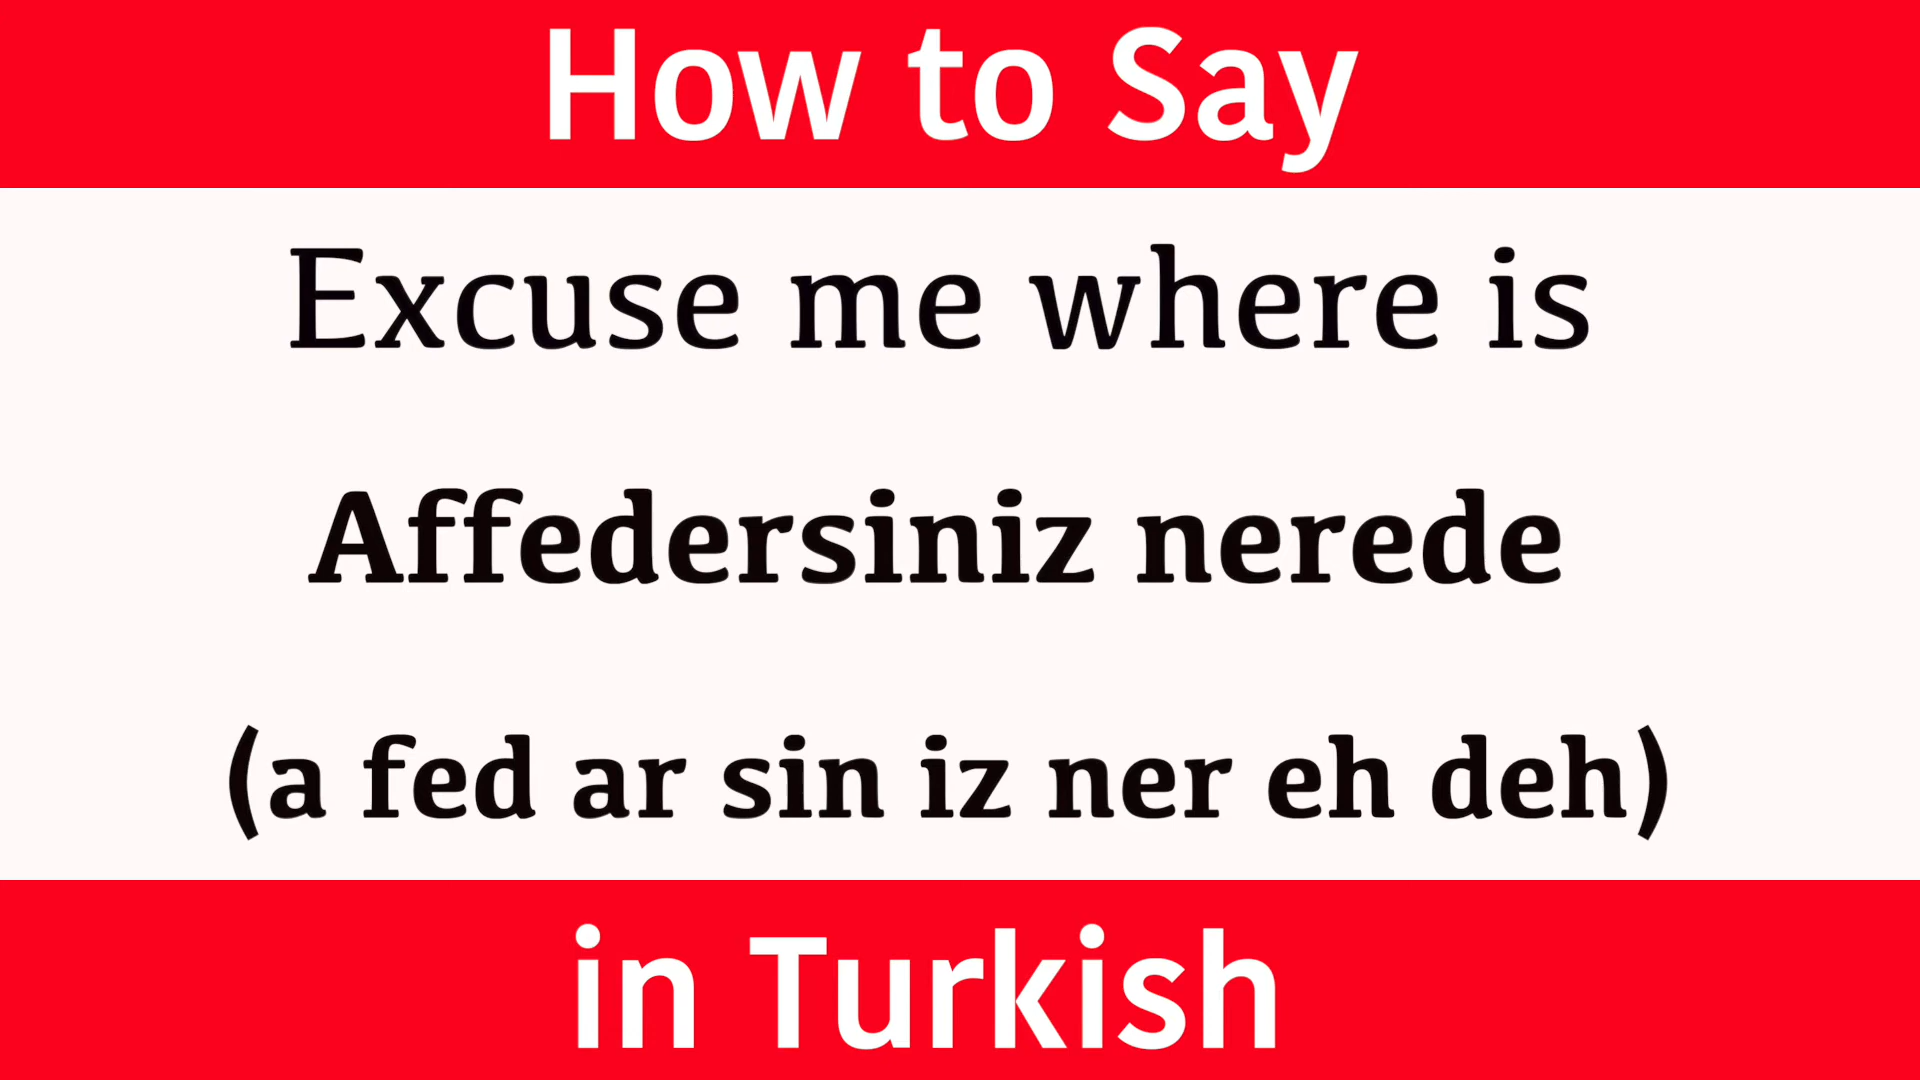 How to Say
Excuse me where is
Affedersiniz nerede
(a fed ar sin iz ner eh deh)
in Turkish